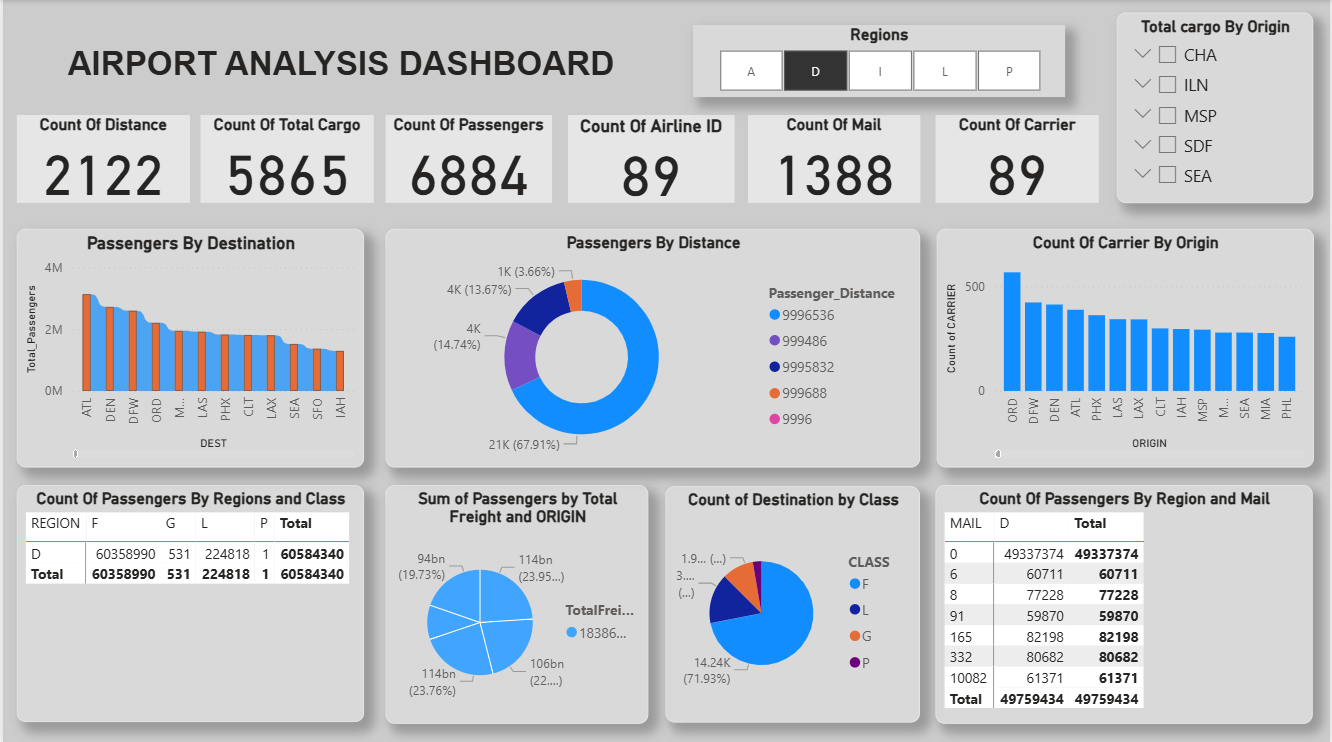 AIRPORT ANALYSIS DASHBOARD
Regions
A D I L P
Total cargo By Origin
CHA
ILN
MSP
SDF
SEA
Count Of Distance
2122
Count Of Total Cargo
5865
Count Of Passengers
6884
Count Of Airline ID
89
Count Of Mail
1388
Count Of Carrier
89
Passengers By Destination
4M
2M
0M
Total_Passengers
ATL DEN DFW ORD M... LAS PHX CLT LAX SEA SFO IAH
DEST
Passengers By Distance
1K (3.66%)
4K (13.67%)
4K
(14.74%)
21K (67.91%)
Passenger_Distance
9996536
999486
9995832
999688
9996
Count Of Carrier By Origin
500
0
Count of CARRIER
ORD DFW DEN ATL PHX LAS LAX CLT IAH MSP M... SEA MIA PHL
ORIGIN
Count Of Passengers By Regions and Class
REGION F G L P Total
D 60358990 531 224818 1 60584340
Total 60358990 531 224818 1 60584340
Sum of Passengers by Total
Freight and ORIGIN
94bn
(19.73%)
114bn
(23.95...)
114bn
(23.76%)
106bn
(22....)
TotalFrei...
18386...
Count of Destination by Class
1.9... (...)
3....
(...)
14.24K
(71.93%)
CLASS
F
L
G
P
Count Of Passengers By Region and Mail
MAIL D Total
0 49337374 49337374
6 60711 60711
8 77228 77228
91 59870 59870
165 82198 82198
332 80682 80682
10082 61371 61371
Total 49759434 49759434